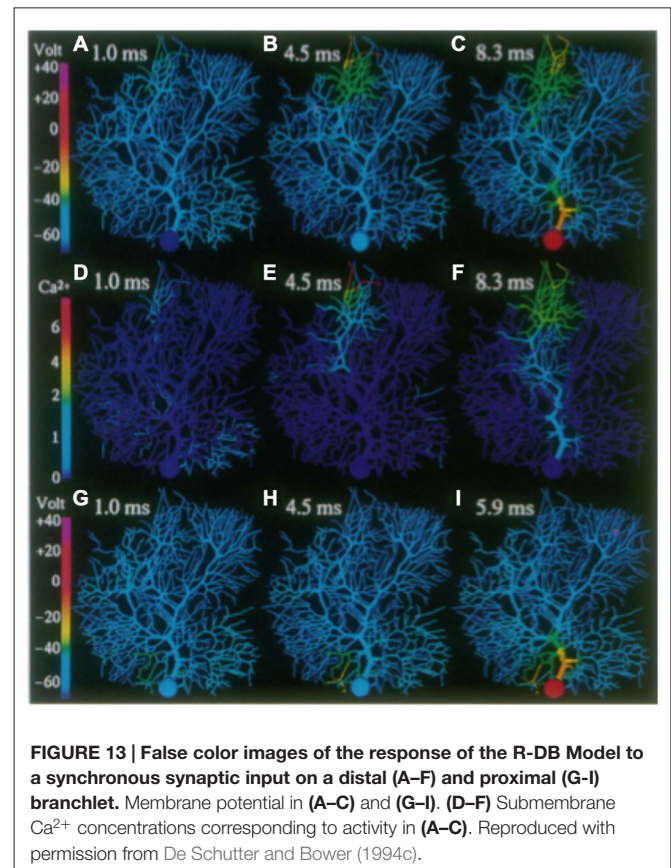 Volt A 1.0 ms B 4.5 ms C 8.3 ms
+40
+20
0
−20
−40
−60
Ca2+ D 1.0 ms E 4.5 ms F 8.3 ms
6
4
2
1
0
Volt G 1.0 ms H 4.5 ms I 5.9 ms
+40
+20
0
−20
−40
−60
FIGURE 13 | False color images of the response of the R-DB Model to
a synchronous synaptic input on a distal (A–F) and proximal (G-I)
branchlet. Membrane potential in (A–C) and (G–I). (D–F) Submembrane
Ca2+ concentrations corresponding to activity in (A–C). Reproduced with
permission from De Schutter and Bower (1994c).